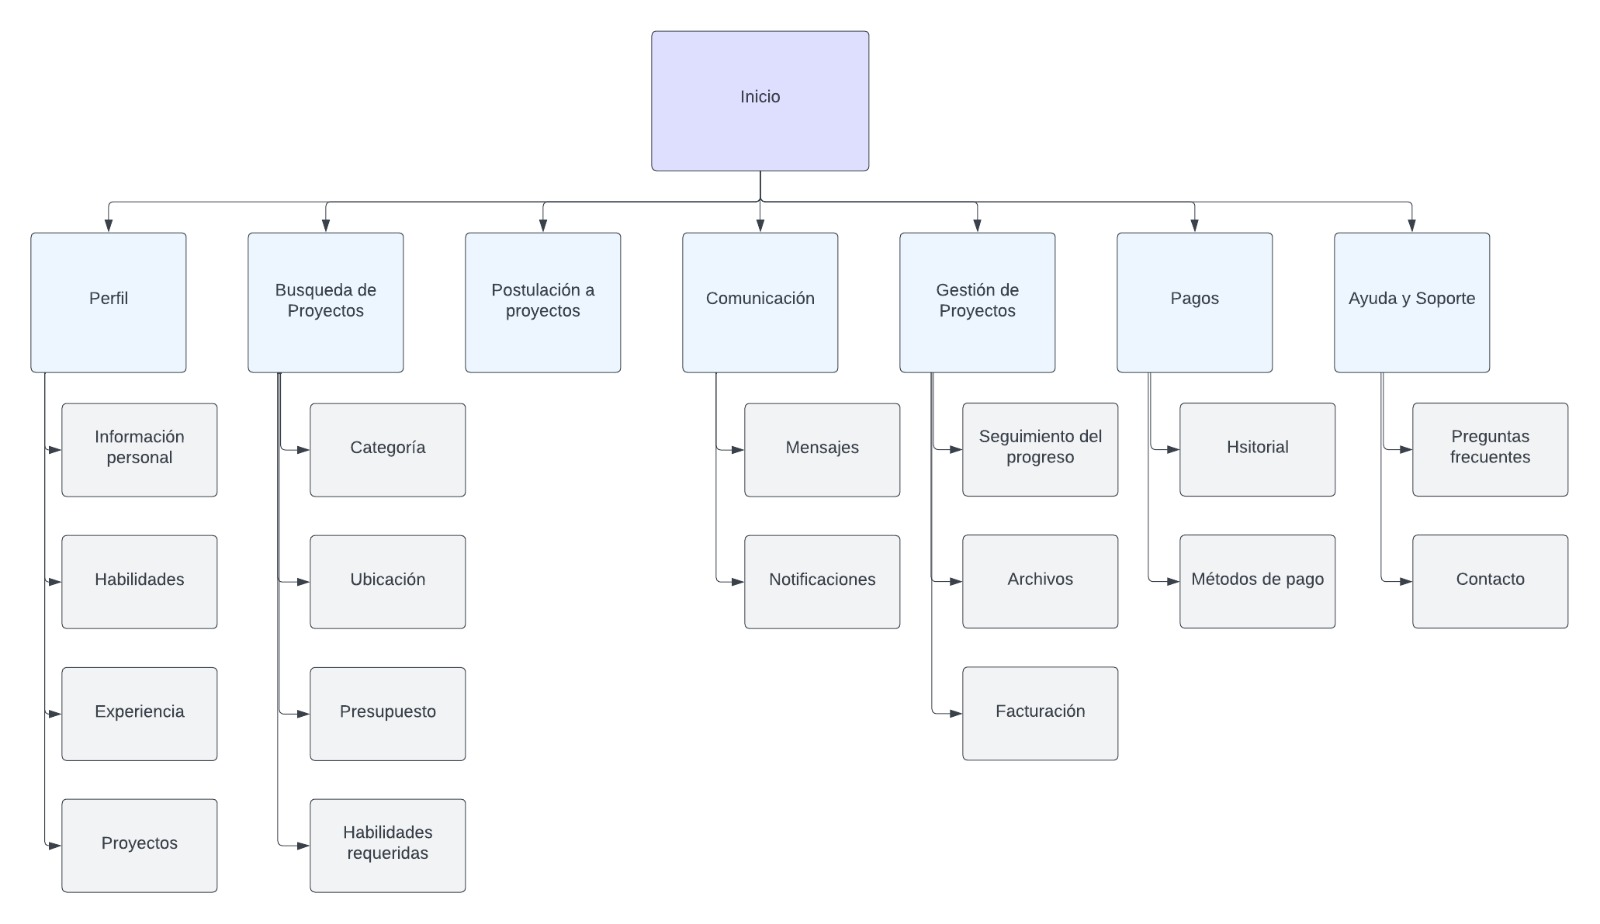 Inicio
Perfil
Busqueda de
Proyectos
Postulación a
proyectos
Comunicación
Gestión de
Proyectos
Pagos
Ayuda y Soporte
Información
personal
Categoría
Mensajes
Seguimiento del
progreso
Hsitorial
Preguntas
frecuentes
Habilidades
Ubicación
Notificaciones
Archivos
Métodos de pago
Contacto
Experiencia
Presupuesto
Facturación
Proyectos
Habilidades
requeridas